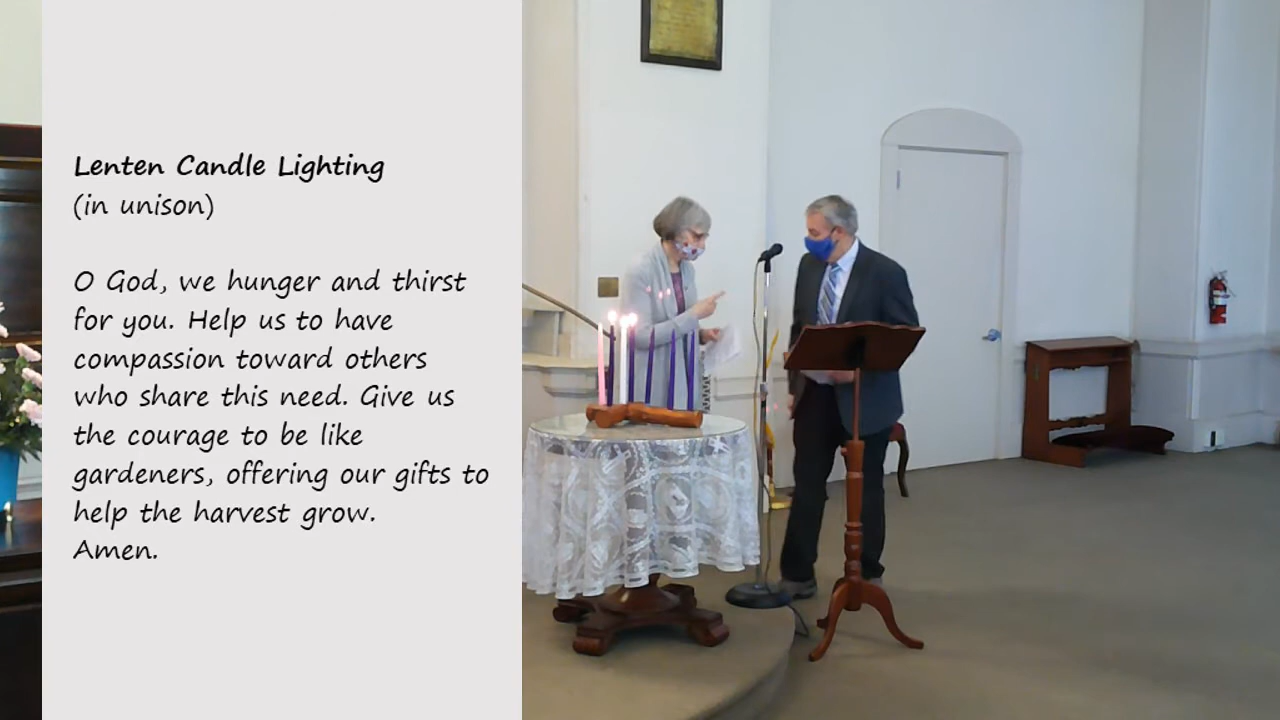 Lenten Candle Lighting
(in unison)
O God, we hunger and thirst
for you. Help us to have
compassion toward others
who share this need. Give us
the courage to be like
gardeners, offering our gifts to
help the harvest grow.
Amen.